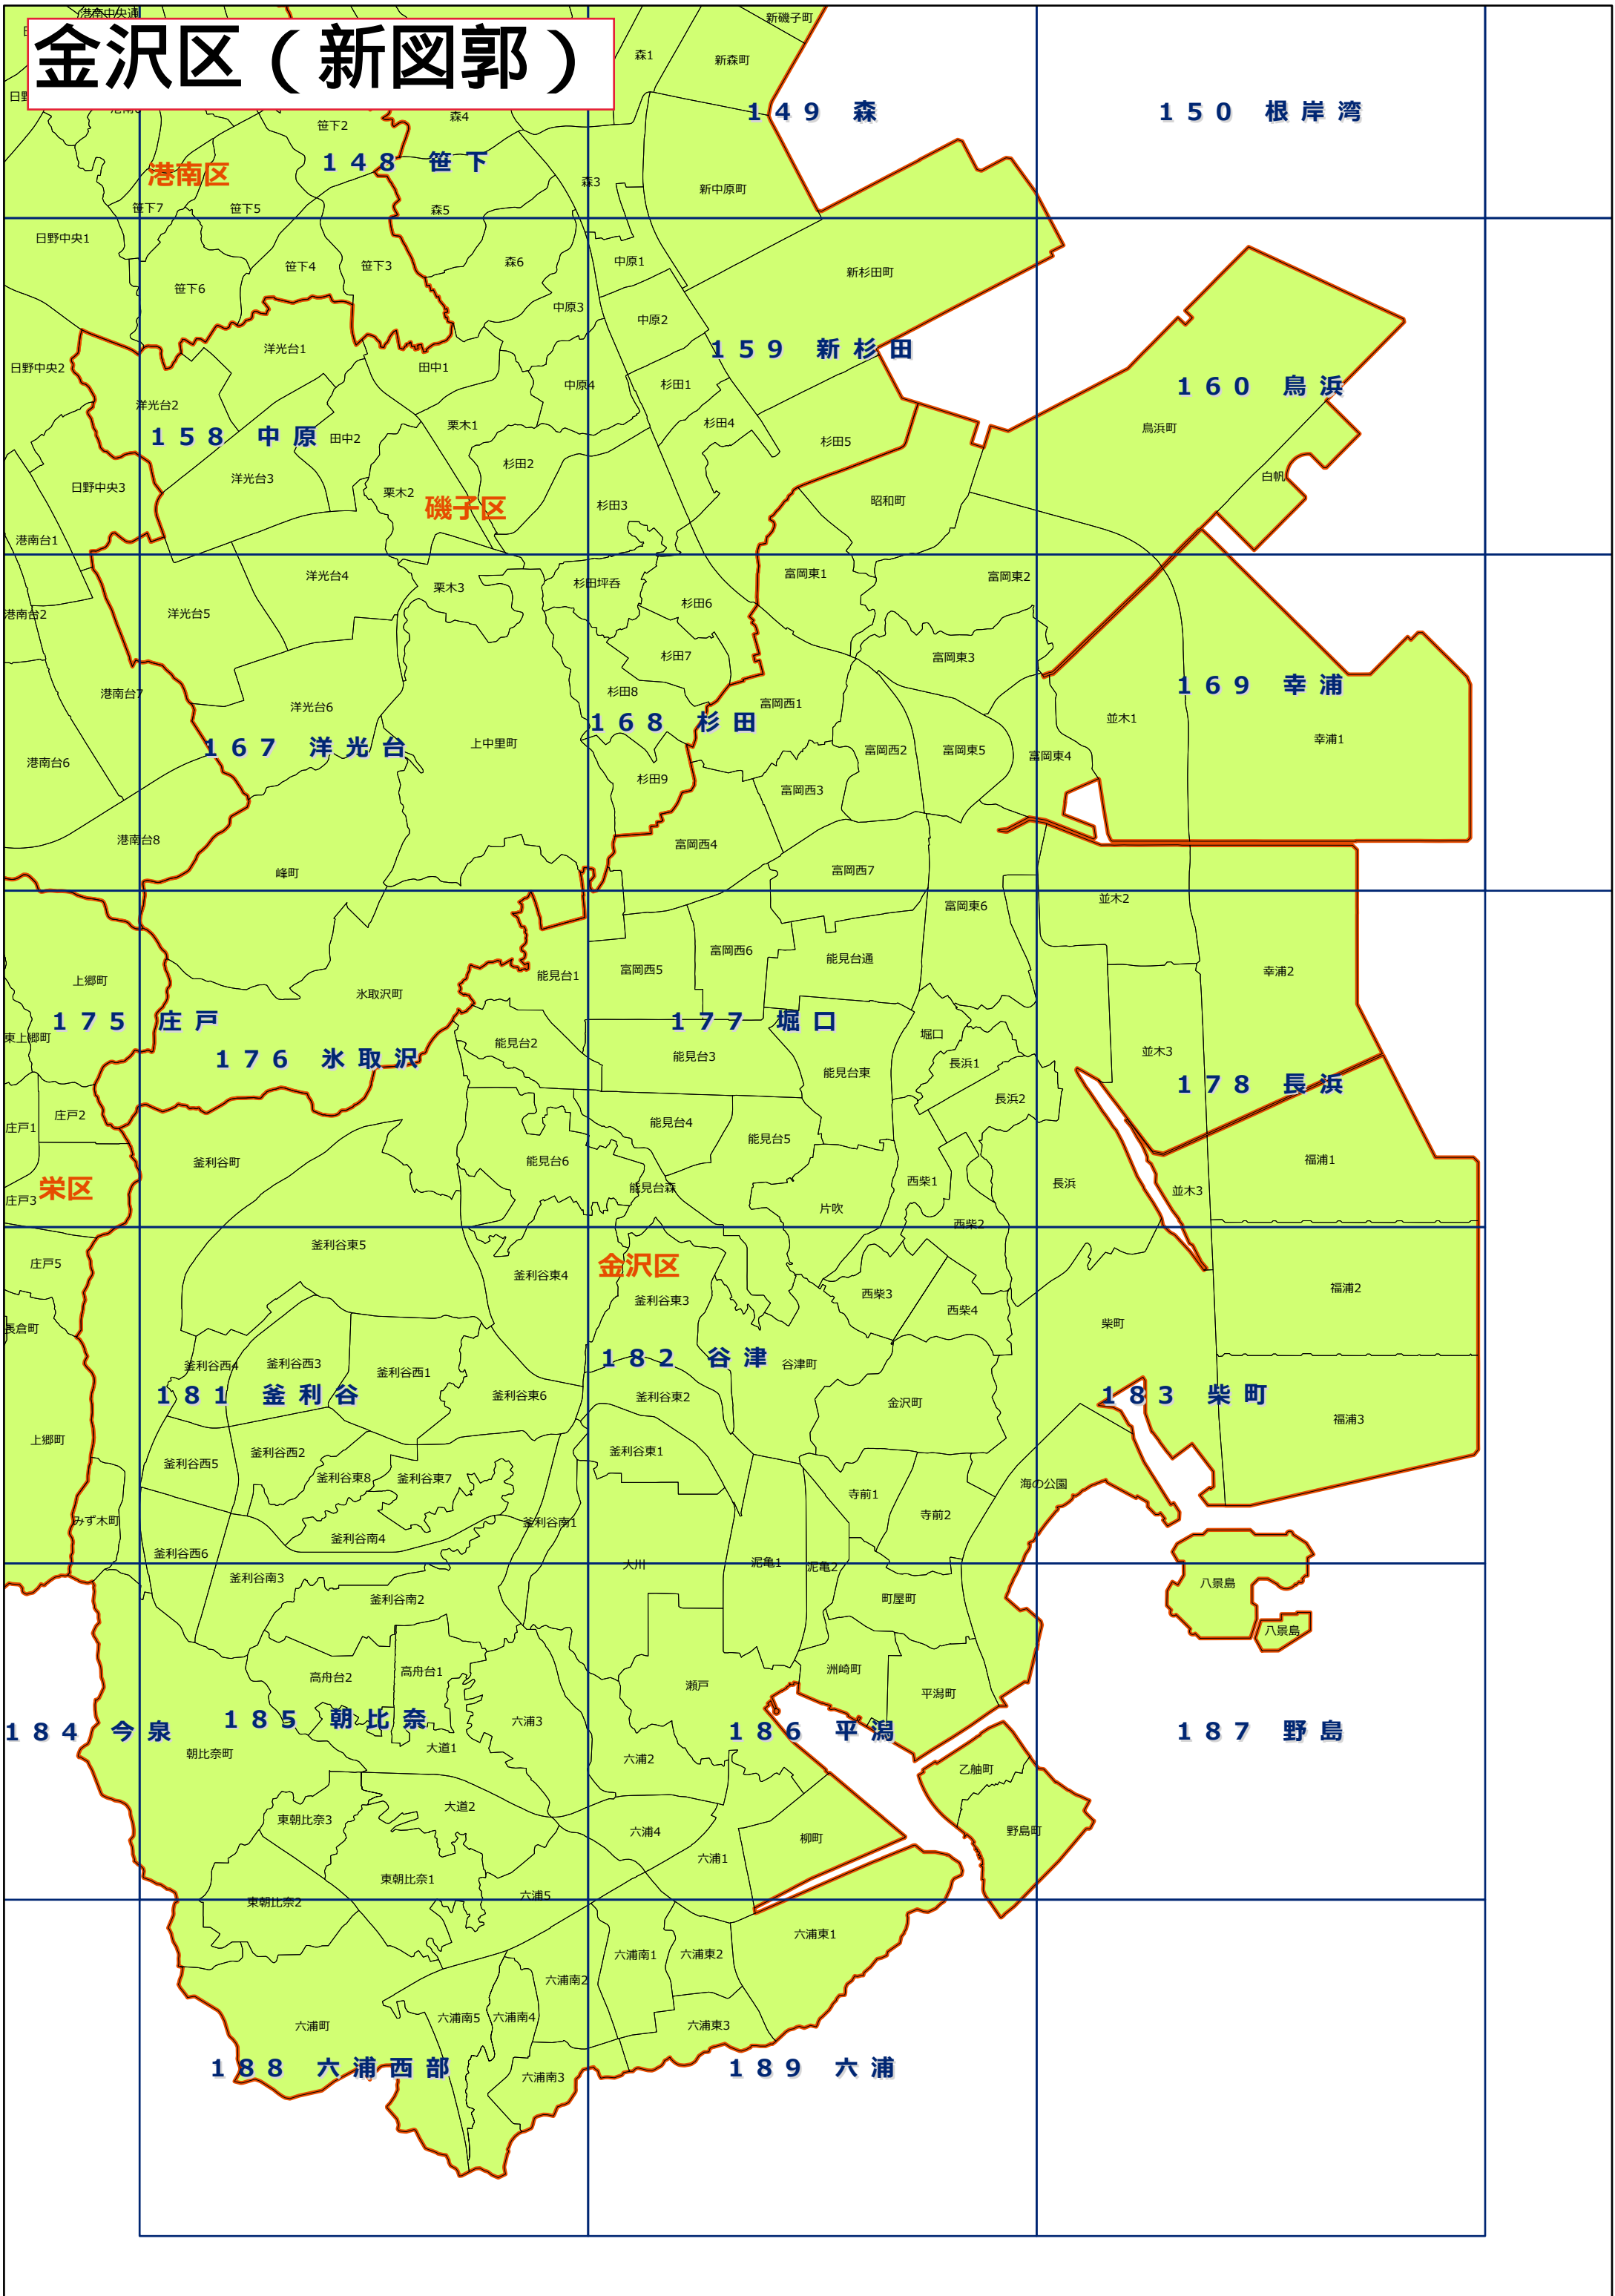 金沢区（新図郭）
港南中央通
新磯子町
森1
新森町
149 森
150 根岸湾
笹下2
森4
港南区
148 笹下
森3
新中原町
笹下7
笹下5
森5
日野中央1
笹下4
笹下3
森6
中原1
新杉田町
笹下6
中原3
中原2
洋光台1
159 新杉田
日野中央2
田中1
中原4
杉田1
160 鳥浜
洋光台2
158 中原
田中2
栗木1
杉田4
杉田5
鳥浜町
杉田2
白帆
日野中央3
洋光台3
栗木2
磯子区
杉田3
昭和町
港南台1
洋光台4
栗木3
杉田坪呑
富岡東1
富岡東2
港南台2
洋光台5
杉田6
杉田7
富岡東3
港南台7
杉田8
富岡西1
169 幸浦
洋光台6
168 杉田
並木1
167 洋光台
上中里町
富岡西2
富岡東5
富岡東4
幸浦1
港南台6
杉田9
富岡西3
港南台8
富岡西4
峰町
富岡西7
並木2
富岡東6
富岡西6
能見台通
上郷町
氷取沢町
能見台1
富岡西5
幸浦2
175 庄戸
177 堀口
東上郷町
176 氷取沢
能見台2
能見台3
堀口
長浜1
並木3
能見台東
178 長浜
庄戸1
庄戸2
能見台4
長浜2
能見台5
釜利谷町
能見台6
福浦1
栄区
庄戸3
能見台森
西柴1
長浜
並木3
片吹
西柴2
釜利谷東5
庄戸5
釜利谷東4
金沢区
西柴3
福浦2
釜利谷東3
西柴4
長倉町
柴町
釜利谷西4
釜利谷西3
釜利谷西1
182 谷津
谷津町
181 釜利谷
釜利谷東6
釜利谷東2
金沢町
183 柴町
福浦3
上郷町
釜利谷西5
釜利谷西2
釜利谷東1
釜利谷東8
釜利谷東7
海の公園
寺前1
寺前2
みず木町
釜利谷南1
釜利谷西6
釜利谷南4
大川
泥亀1
泥亀2
釜利谷南3
八景島
釜利谷南2
町屋町
八景島
高舟台2
高舟台1
瀬戸
洲崎町
平潟町
184 今泉
185 朝比奈
六浦3
186 平潟
187 野島
朝比奈町
大道1
六浦2
乙舳町
東朝比奈3
大道2
六浦4
柳町
野島町
六浦1
東朝比奈1
東朝比奈2
六浦5
六浦南1
六浦東2
六浦東1
六浦南2
六浦町
六浦南5
六浦南4
六浦東3
188 六浦西部
六浦南3
189 六浦